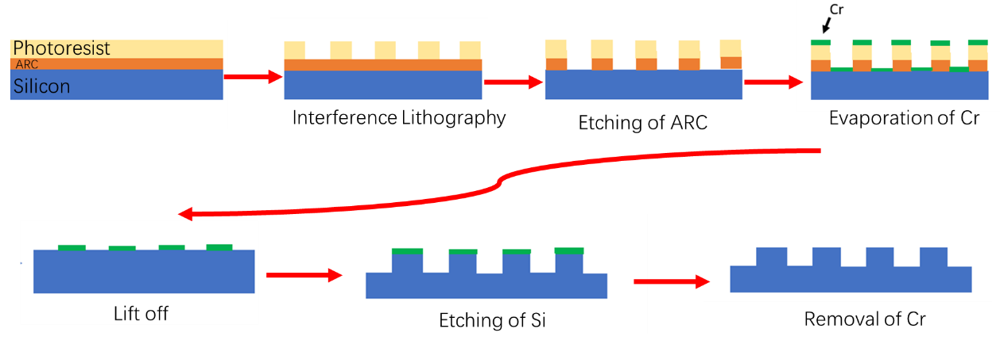 Cr
Photoresist
ARC
Silicon
Interference Lithography
Etching of ARC
Evaporation of Cr
Lift off
Etching of Si
Removal of Cr